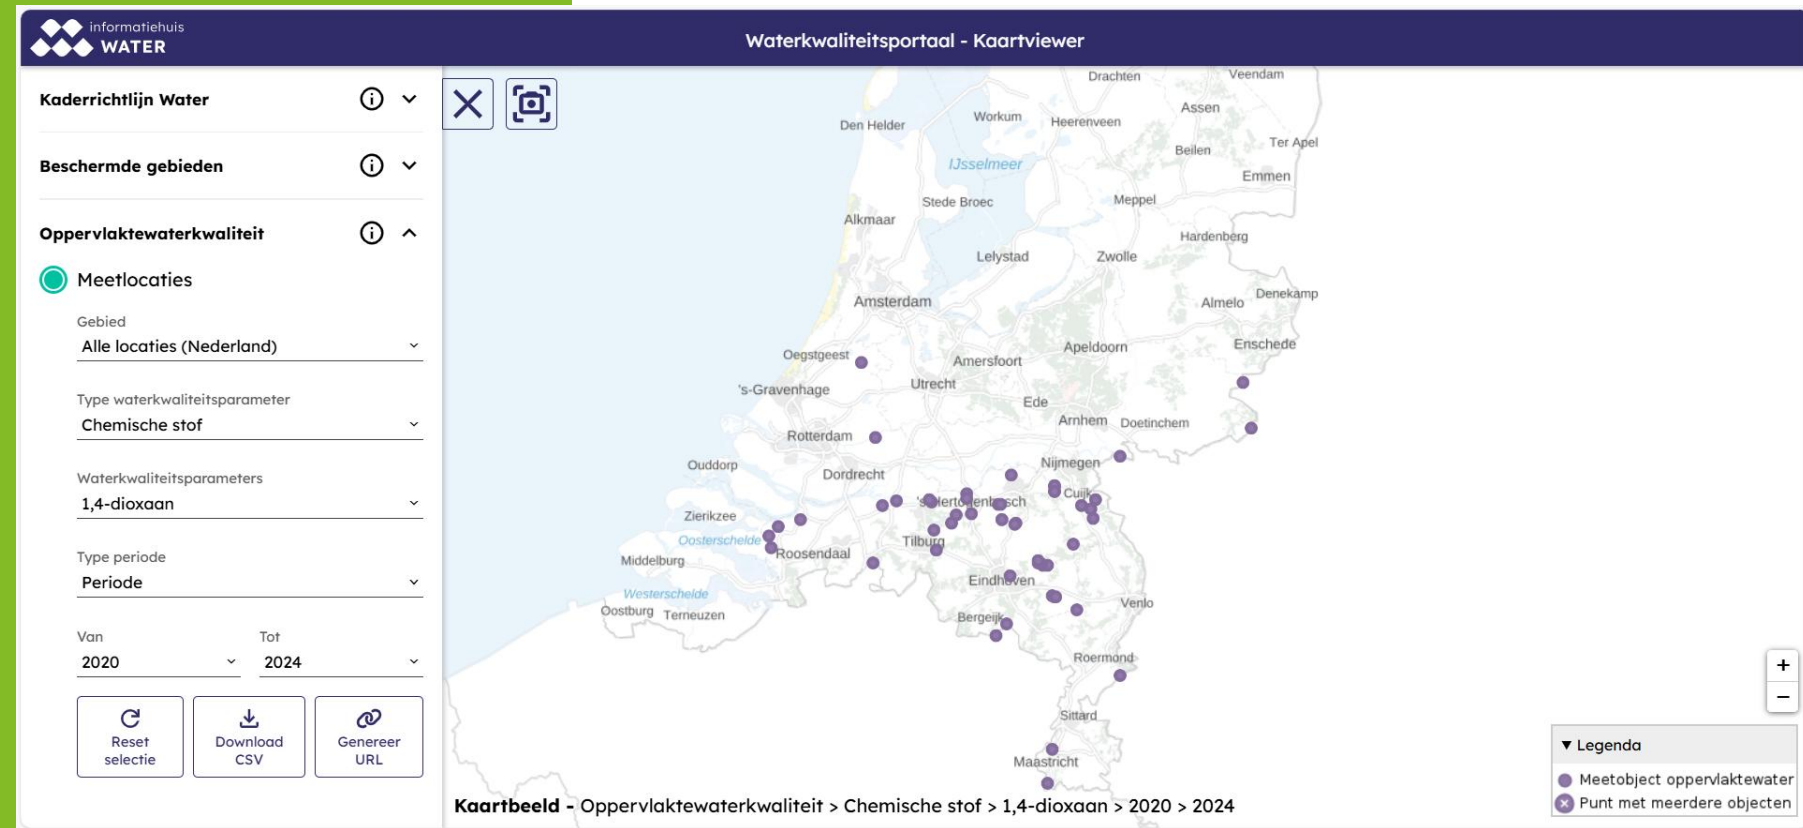 informatiehuis
WATER
Waterkwaliteitsportaal - Kaartviewer
Kaderrichtlijn Water
Beschermde gebieden
Oppervlaktewaterkwaliteit
Meetlocaties
Gebied
Alle locaties (Nederland)
Type waterkwaliteitsparameter
Chemische stof
Waterkwaliteitsparameters
1,4-dioxaan
Type periode
Periode
Van
Tot
2020
2024
Reset
selectie
Download
CSV
Genereer
URL
Drachten
Veendam
Assen
Den Helder
Workum
Heerenveen
Ter Apel
Beilen
IJsselmeer
Emmen
Stede Broec
Meppel
Alkmaar
Hardenberg
Lelystad
Zwolle
Amsterdam
Almelo
Denekamp
Oegstgeest
Amersfoort
Apeldoorn
Enschede
's-Gravenhage
Utrecht
Ede
Arnhem
Doetinchem
Rotterdam
Ouddorp
Dordrecht
Nijmegen
Cuijk
's-Hertogenbosch
Zierikzee
Oosterschelde
Tilburg
Middelburg
Roosendaal
Eindhoven
Westerschelde
Oostburg
Terneuzen
Bergeijk
Venlo
Roermond
Sittard
Maastricht
+
−
Legenda
Meetobject oppervlaktewater
Punt met meerdere objecten
Kaartbeeld - Oppervlaktewaterkwaliteit > Chemische stof > 1,4-dioxaan > 2020 > 2024